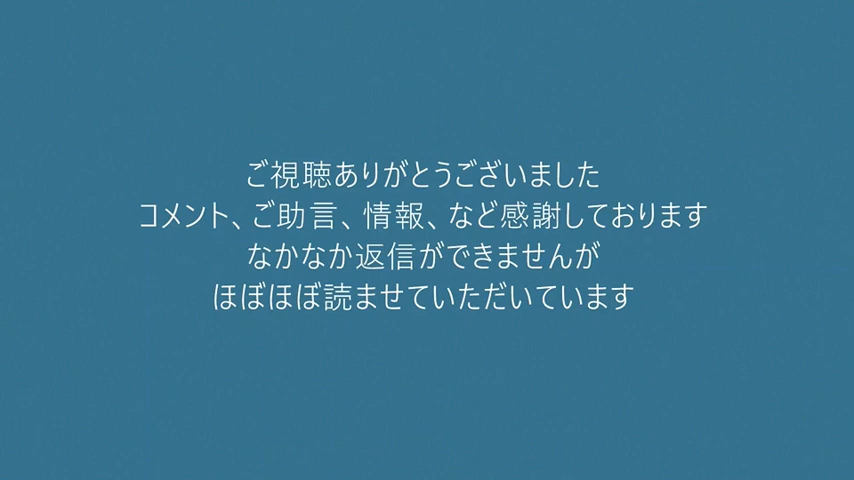 ご視聴ありがとうございました
コメント、ご助言、情報、など感謝しております
なかなか返信ができませんが
ほぼほぼ読ませていただいています